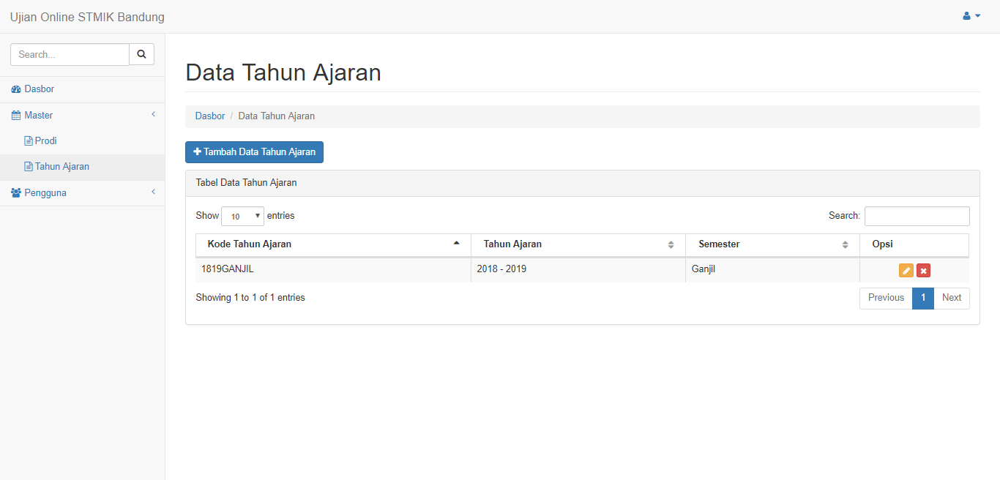 Ujian Online STMIK Bandung
Search...
Dasbor
Master
Prodi
Tahun Ajaran
Pengguna
Data Tahun Ajaran
Dasbor / Data Tahun Ajaran
Tambah Data Tahun Ajaran
Tabel Data Tahun Ajaran
Show 10 entries Search:
Kode Tahun Ajaran Tahun Ajaran Semester Opsi
1819GANJIL 2018 - 2019 Ganjil
Showing 1 to 1 of 1 entries Previous 1 Next